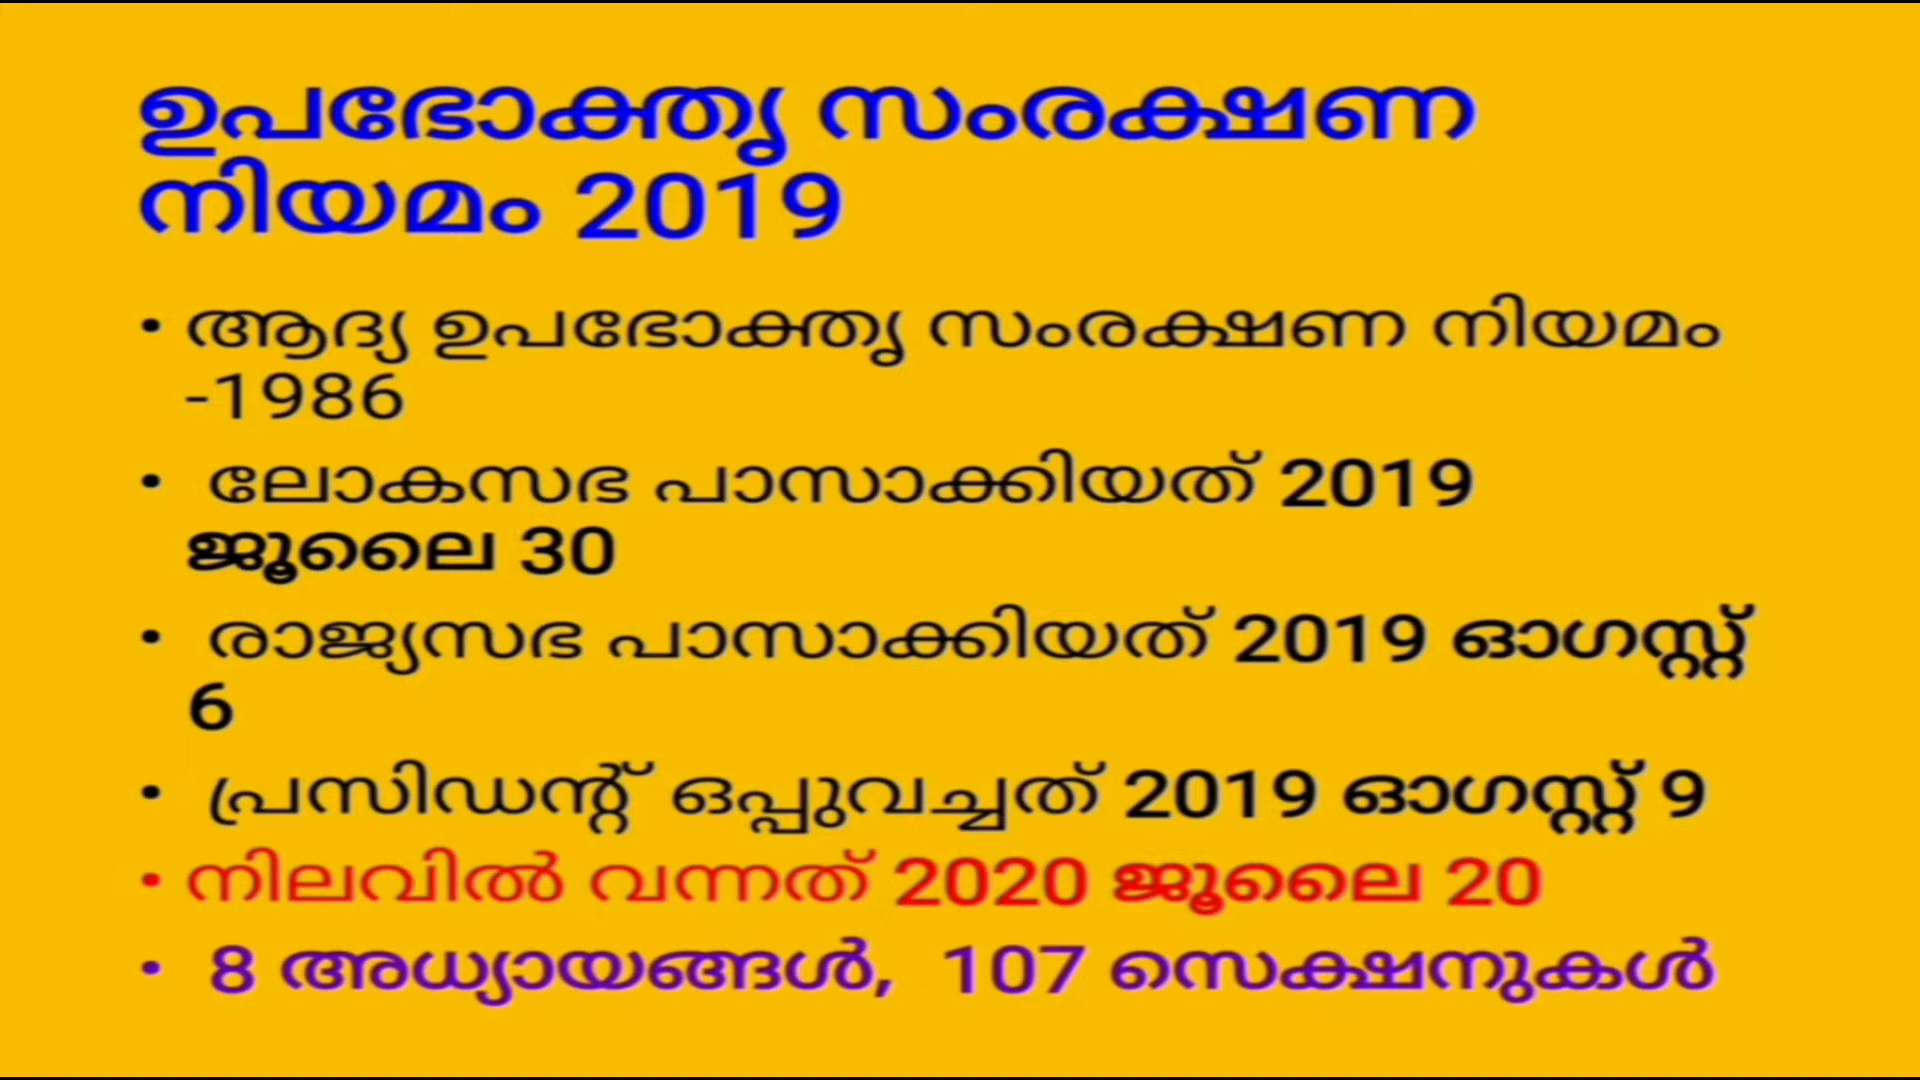 ഉപഭോക്തൃ സംരക്ഷണ
നിയമം 2019
• ആദ്യ ഉപഭോക്തൃ സംരക്ഷണ നിയമം
-1986
• ലോകസഭ പാസാക്കിയത് 2019
ജൂലൈ 30
• രാജ്യസഭ പാസാക്കിയത് 2019 ഓഗസ്റ്റ്
6
• പ്രസിഡന്റ് ഒപ്പുവച്ചത് 2019 ഓഗസ്റ്റ് 9
• നിലവിൽ വന്നത് 2020 ജൂലൈ 20
• 8 അധ്യായങ്ങൾ, 107 സെക്ഷനുകൾ